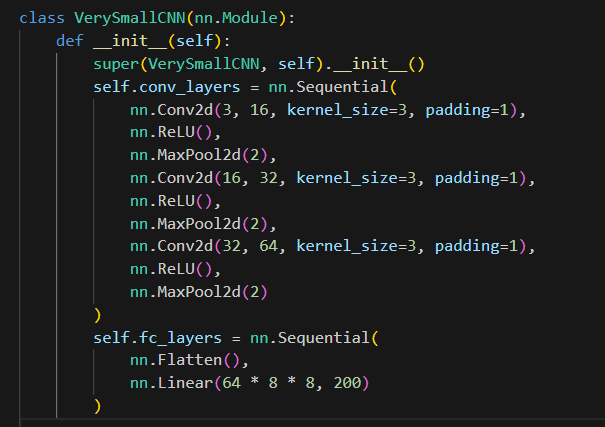 class VerySmallCNN(nn.Module):
    def __init__(self):
        super(VerySmallCNN, self).__init__()
        self.conv_layers = nn.Sequential(
            nn.Conv2d(3, 16, kernel_size=3, padding=1),
            nn.ReLU(),
            nn.MaxPool2d(2),
            nn.Conv2d(16, 32, kernel_size=3, padding=1),
            nn.ReLU(),
            nn.MaxPool2d(2),
            nn.Conv2d(32, 64, kernel_size=3, padding=1),
            nn.ReLU(),
            nn.MaxPool2d(2)
        )
        self.fc_layers = nn.Sequential(
            nn.Flatten(),
            nn.Linear(64 * 8 * 8, 200)
        )